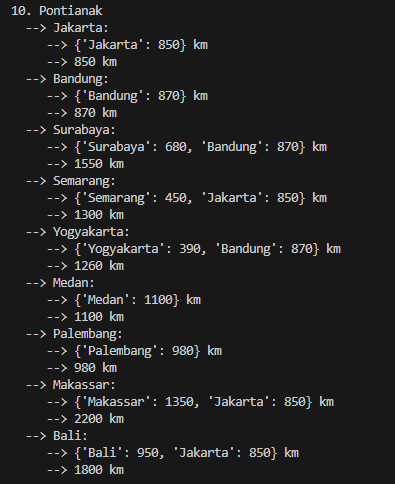 10. Pontianak
--> Jakarta:
--> {'Jakarta': 850} km
--> 850 km
--> Bandung:
--> {'Bandung': 870} km
--> 870 km
--> Surabaya:
--> {'Surabaya': 680, 'Bandung': 870} km
--> 1550 km
--> Semarang:
--> {'Semarang': 450, 'Jakarta': 850} km
--> 1300 km
--> Yogyakarta:
--> {'Yogyakarta': 390, 'Bandung': 870} km
--> 1260 km
--> Medan:
--> {'Medan': 1100} km
--> 1100 km
--> Palembang:
--> {'Palembang': 980} km
--> 980 km
--> Makassar:
--> {'Makassar': 1350, 'Jakarta': 850} km
--> 2200 km
--> Bali:
--> {'Bali': 950, 'Jakarta': 850} km
--> 1800 km